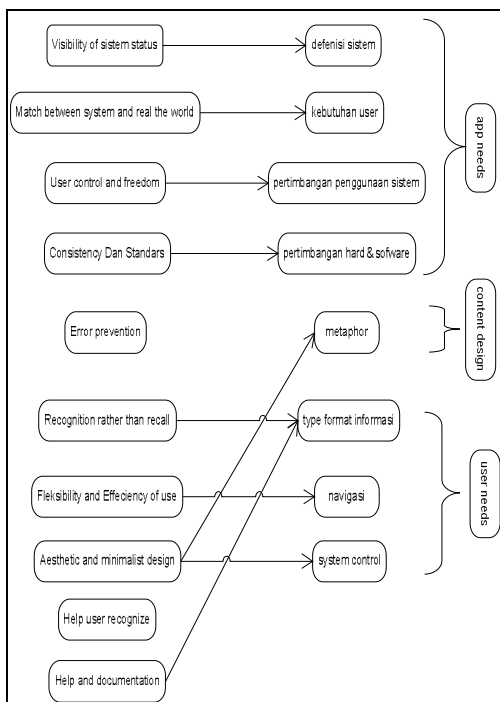 Visibility of sistem status
defenisi sistem
Match between system and real the world
kebutuhan user
app needs
User control and freedom
pertimbangan penggunaan sistem
Consistency Dan Standars
pertimbangan hard & sofware
Error prevention
metaphor
content design
Recognition rather than recall
type format informasi
Fleksibility and Effeciency of use
navigasi
user needs
Aesthetic and minimalist design
system control
Help user recognize
Help and documentation